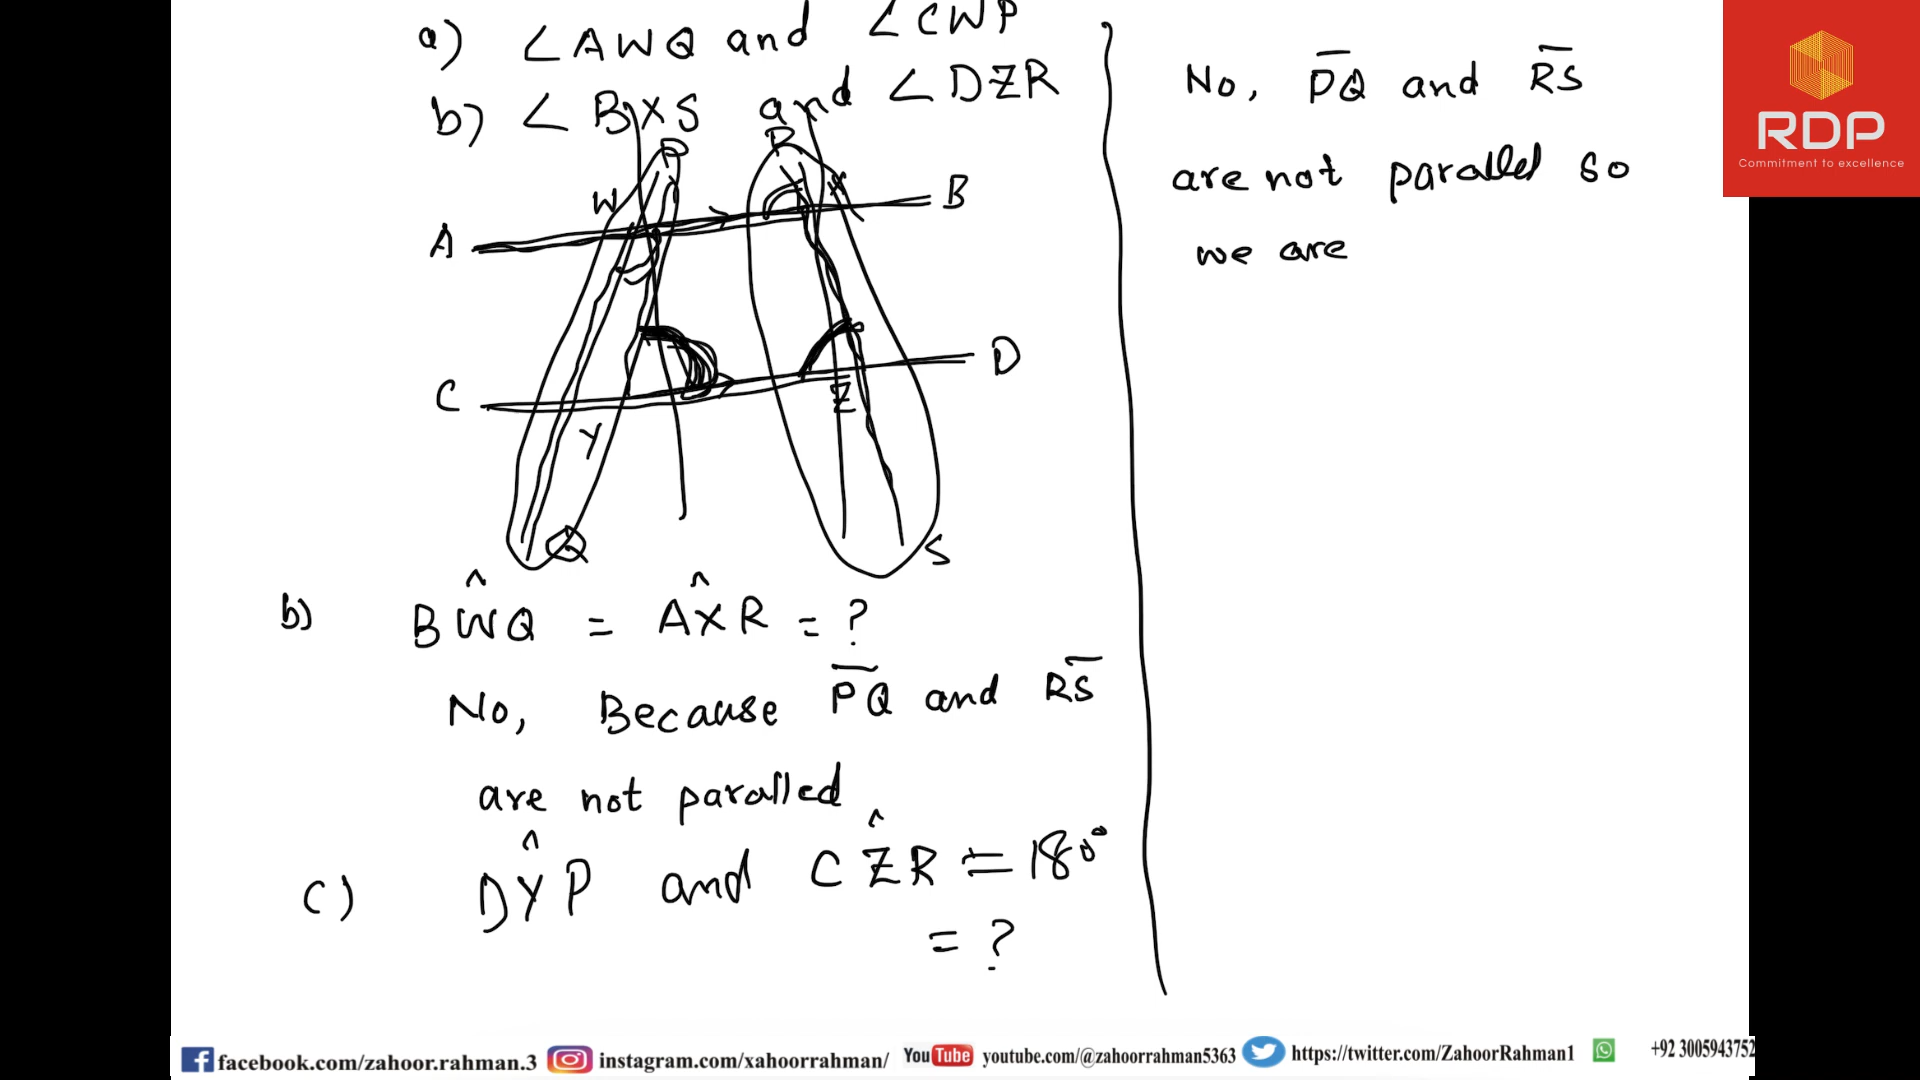 a) ∠AWQ and ∠CWP
b) ∠BXS and ∠DZR
P
R
W
X
A
B
C
D
Y
Z
Q
S
b) BŴQ = AX̂R = ?
No, Because P̅Q̅ and R̅S̅
are not paralled
c) DŶP and CẐR = 180°
= ?
No, P̅Q̅ and R̅S̅
are not paralled so
we are
RDP
Commitment to excellence
facebook.com/zahoor.rahman.3
instagram.com/xahoorrahman/
YouTube youtube.com/@zahoorrahman5363
https://twitter.com/ZahoorRahman1
+92 3005943752